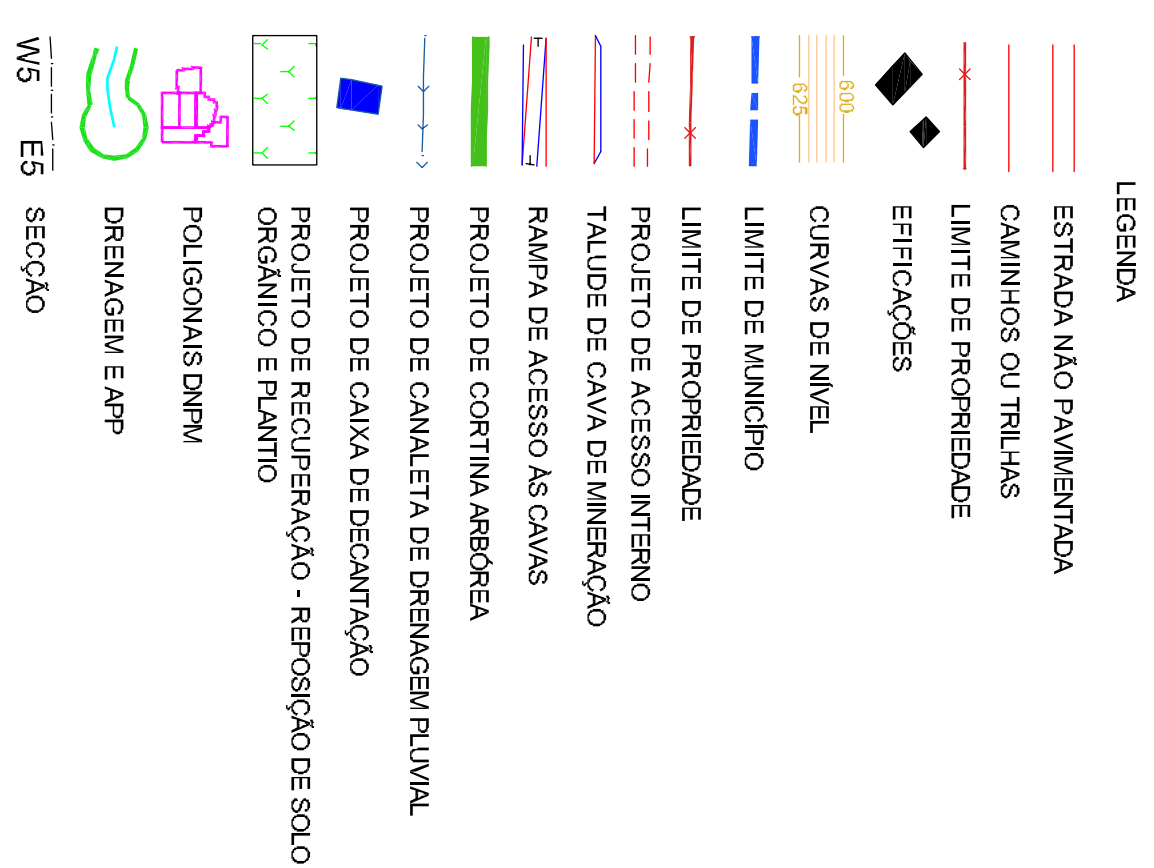 LEGENDA
ESTRADA NÃO PAVIMENTADA
CAMINHOS OU TRILHAS
LIMITE DE PROPRIEDADE
EFIFICAÇÕES
600
625
CURVAS DE NÍVEL
LIMITE DE MUNICÍPIO
LIMITE DE PROPRIEDADE
PROJETO DE ACESSO INTERNO
TALUDE DE CAVA DE MINERAÇÃO
RAMPA DE ACESSO ÀS CAVAS
PROJETO DE CORTINA ARBÓREA
PROJETO DE CANALETA DE DRENAGEM PLUVIAL
PROJETO DE CAIXA DE DECANTAÇÃO
PROJETO DE RECUPERAÇÃO - REPOSIÇÃO DE SOLO
ORGÃNICO E PLANTIO
POLIGONAIS DNPM
DRENAGEM E APP
W5 E5 SECÇÃO